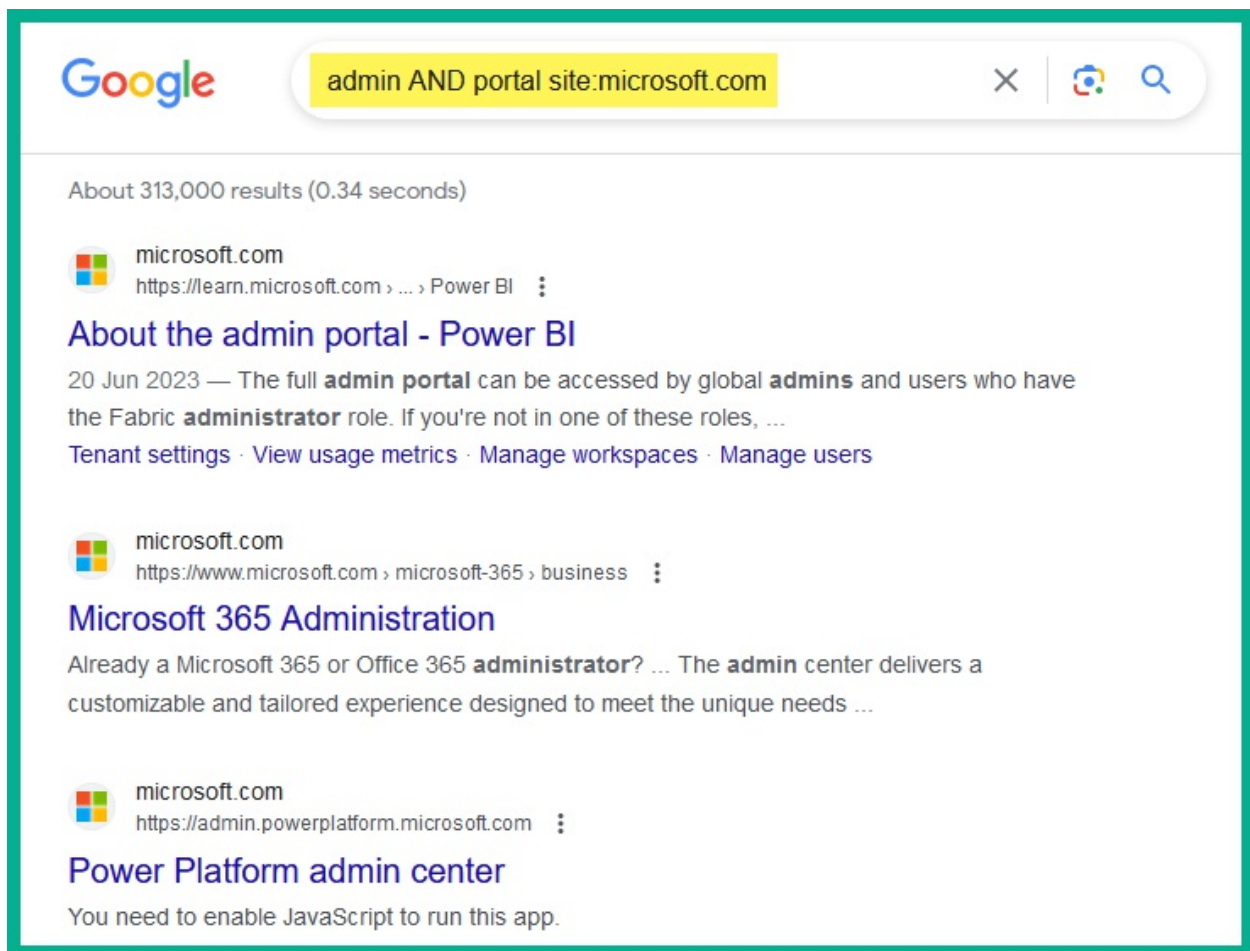 Google
admin AND portal site:microsoft.com
About 313,000 results (0.34 seconds)
microsoft.com
https://learn.microsoft.com › ... › Power BI
About the admin portal - Power BI
20 Jun 2023 — The full admin portal can be accessed by global admins and users who have
the Fabric administrator role. If you're not in one of these roles, ...
Tenant settings · View usage metrics · Manage workspaces · Manage users
microsoft.com
https://www.microsoft.com › microsoft-365 › business
Microsoft 365 Administration
Already a Microsoft 365 or Office 365 administrator? ... The admin center delivers a
customizable and tailored experience designed to meet the unique needs ...
microsoft.com
https://admin.powerplatform.microsoft.com
Power Platform admin center
You need to enable JavaScript to run this app.